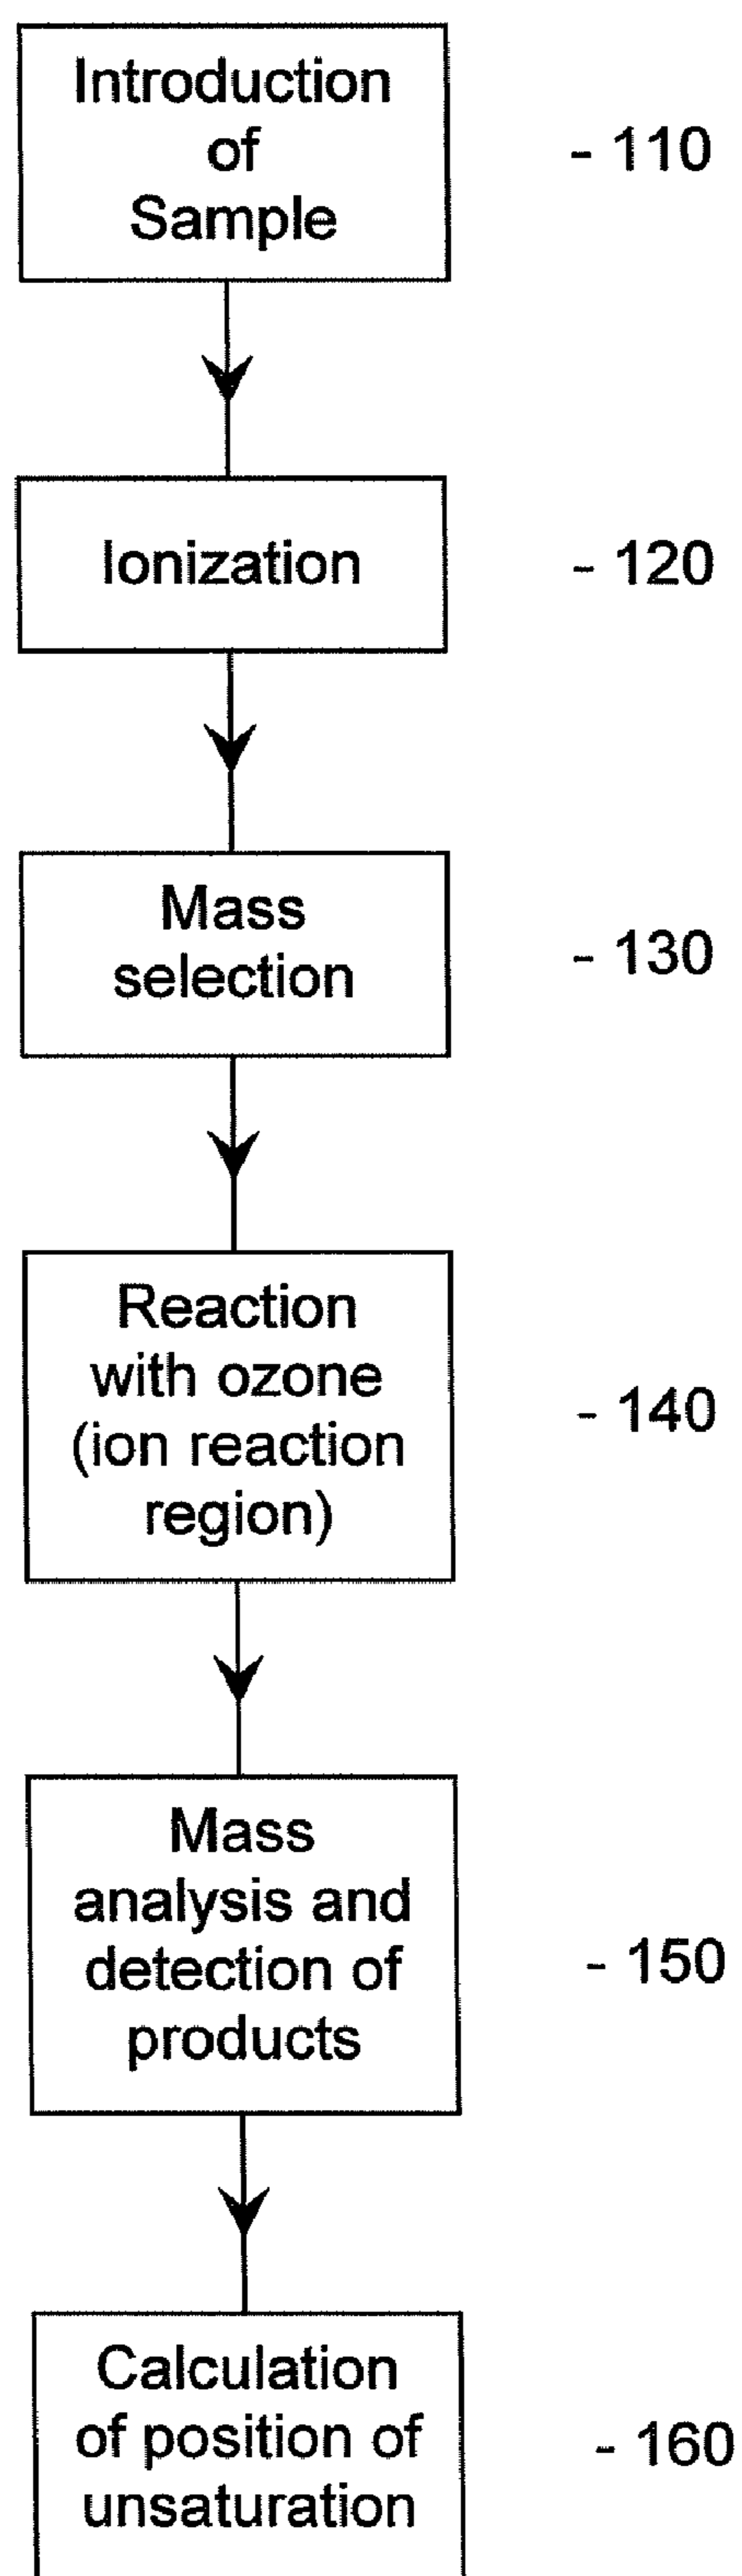 Introduction
of
Sample
- 110
Ionization
- 120
Mass
selection
- 130
Reaction
with ozone
(ion reaction
region)
- 140
Mass
analysis and
detection of
products
- 150
Calculation
of position of
unsaturation
- 160